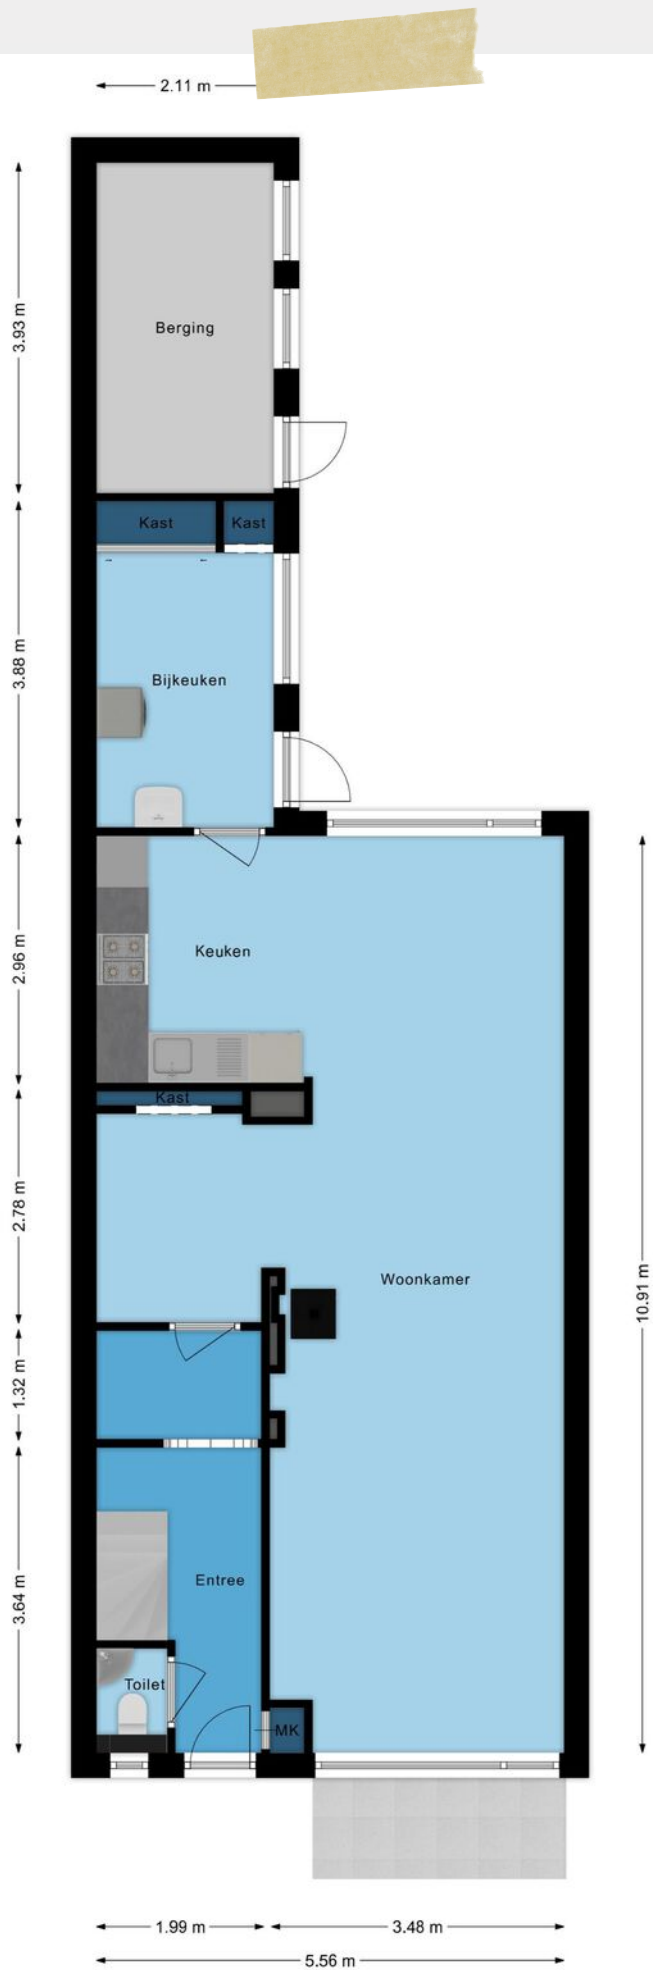 2.11 m
3.93 m
Berging
Kast
Kast
3.88 m
Bijkeuken
2.96 m
Keuken
Kast
2.78 m
Woonkamer
10.91 m
1.32 m
3.64 m
Entree
Toilet
MK
1.99 m
3.48 m
5.56 m